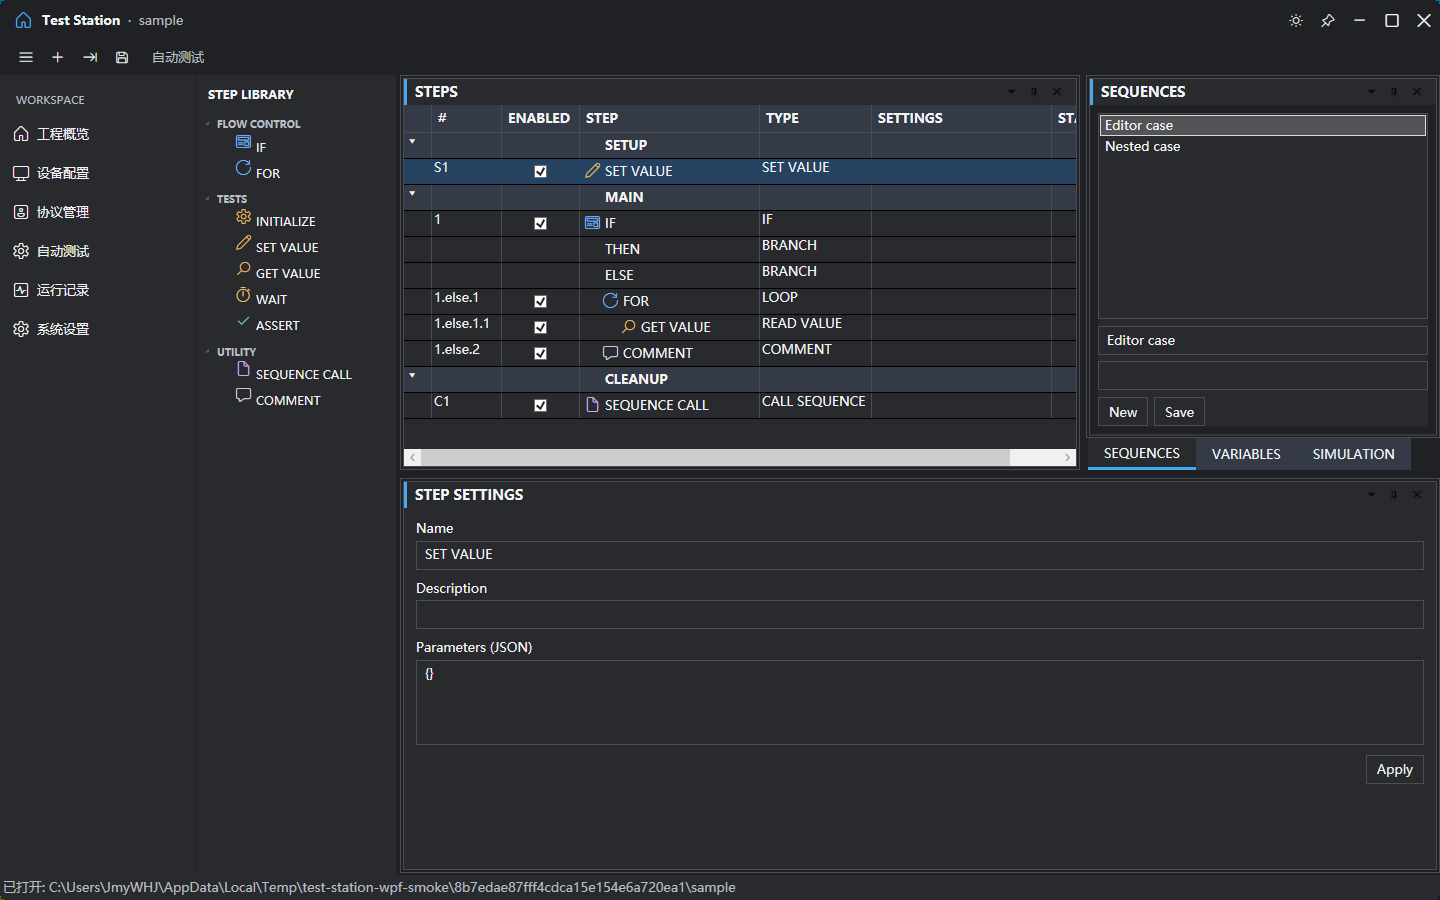 Test Station · sample
自动测试
WORKSPACE
工程概览
设备配置
协议管理
自动测试
运行记录
系统设置
STEP LIBRARY
FLOW CONTROL
IF
FOR
TESTS
INITIALIZE
SET VALUE
GET VALUE
WAIT
ASSERT
UTILITY
SEQUENCE CALL
COMMENT
STEPS
# ENABLED STEP TYPE SETTINGS STA
SETUP
S1 SET VALUE SET VALUE
MAIN
1 IF IF
THEN BRANCH
ELSE BRANCH
1.else.1 FOR LOOP
1.else.1.1 GET VALUE READ VALUE
1.else.2 COMMENT COMMENT
CLEANUP
C1 SEQUENCE CALL CALL SEQUENCE
SEQUENCES
Editor case
Nested case
Editor case
New Save
SEQUENCES VARIABLES SIMULATION
STEP SETTINGS
Name
SET VALUE
Description
Parameters (JSON)
{}
Apply
已打开: C:\Users\JmyWHJ\AppData\Local\Temp\test-station-wpf-smoke\8b7edae87fff4cdca15e154e6a720ea1\sample